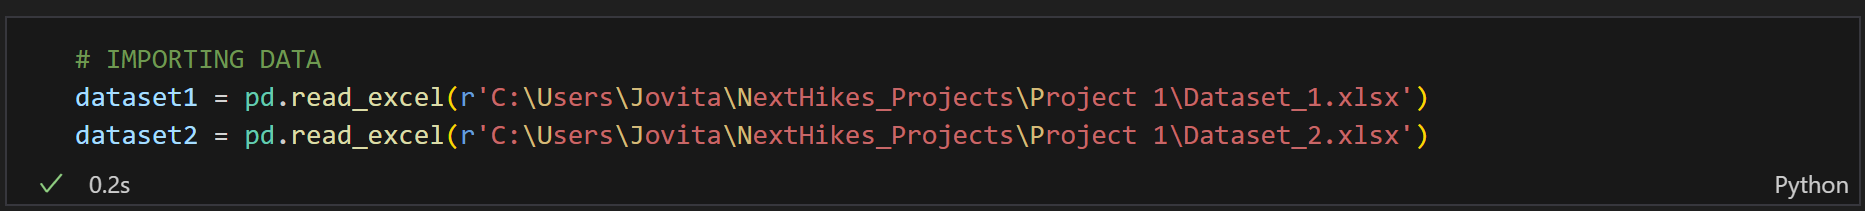 # IMPORTING DATA
dataset1 = pd.read_excel(r'C:\Users\Jovita\NextHikes_Projects\Project 1\Dataset_1.xlsx')
dataset2 = pd.read_excel(r'C:\Users\Jovita\NextHikes_Projects\Project 1\Dataset_2.xlsx')
0.2s
Python